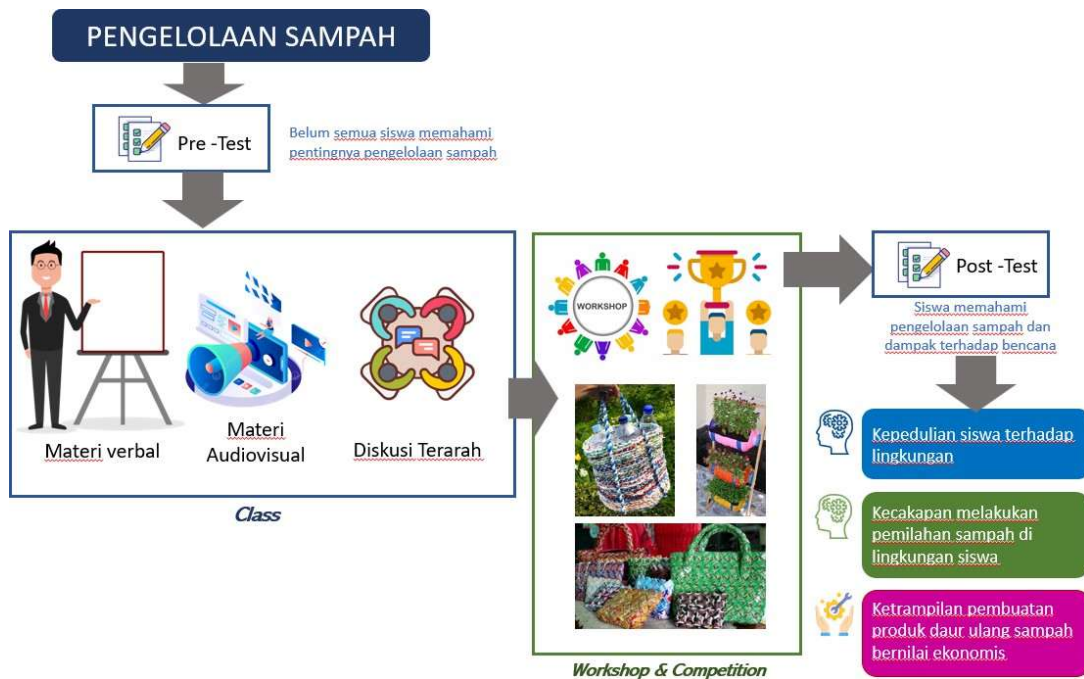 PENGELOLAAN SAMPAH
Pre -Test
Belum semua siswa memahami
pentingnya pengelolaan sampah
Materi verbal
Materi
Audiovisual
Diskusi Terarah
Class
WORKSHOP
Workshop & Competition
Post -Test
Siswa memahami
pengelolaan sampah dan
dampak terhadap bencana
Kepedulian siswa terhadap
lingkungan
Kecakapan melakukan
pemilahan sampah di
lingkungan siswa
Ketrampilan pembuatan
produk daur ulang sampah
bernilai ekonomis